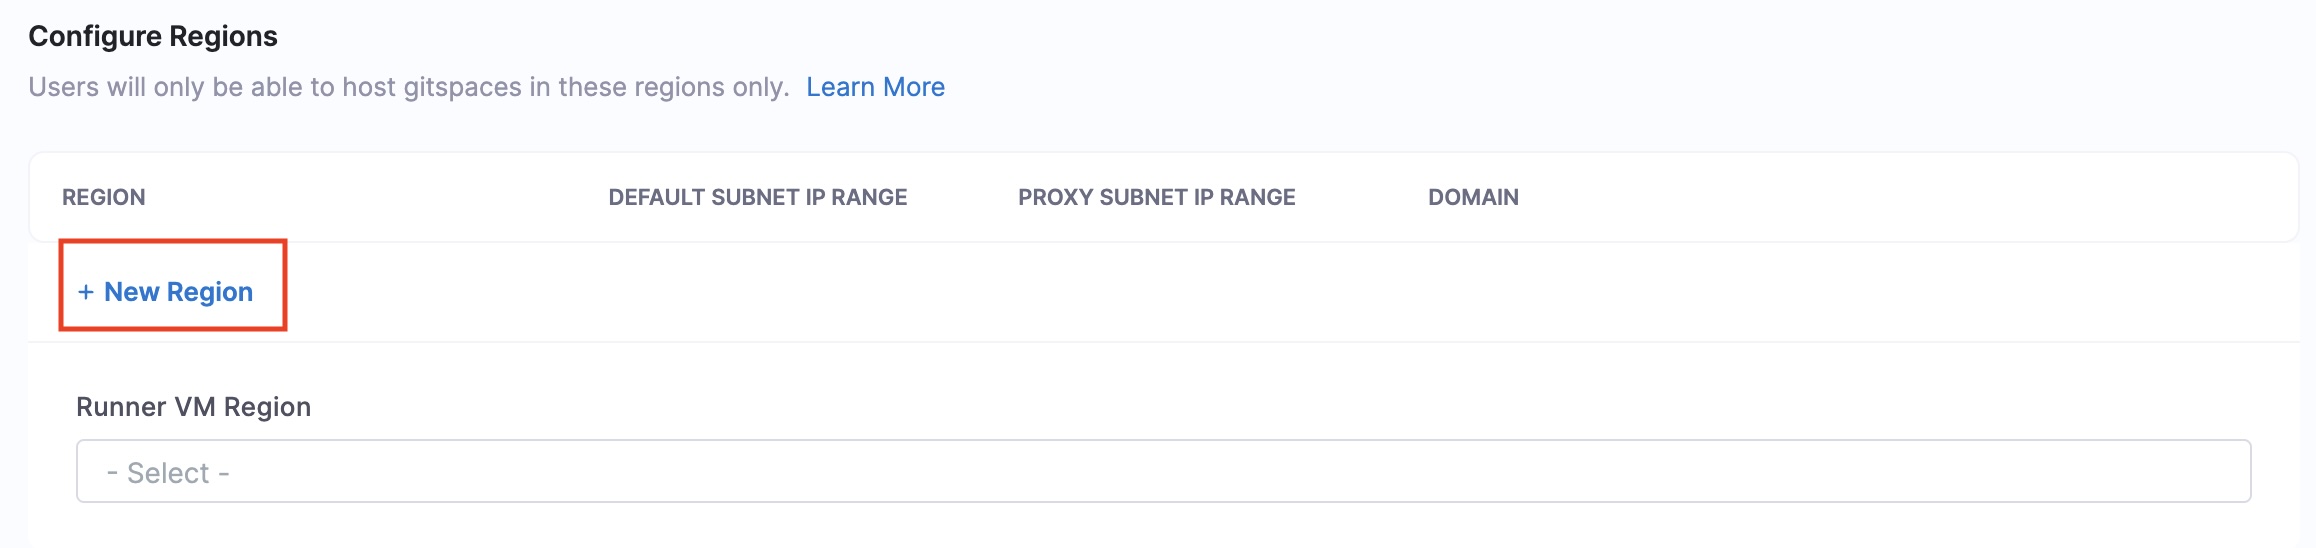 Configure Regions
Users will only be able to host gitspaces in these regions only. Learn More
REGION DEFAULT SUBNET IP RANGE PROXY SUBNET IP RANGE DOMAIN
+ New Region
Runner VM Region
- Select -